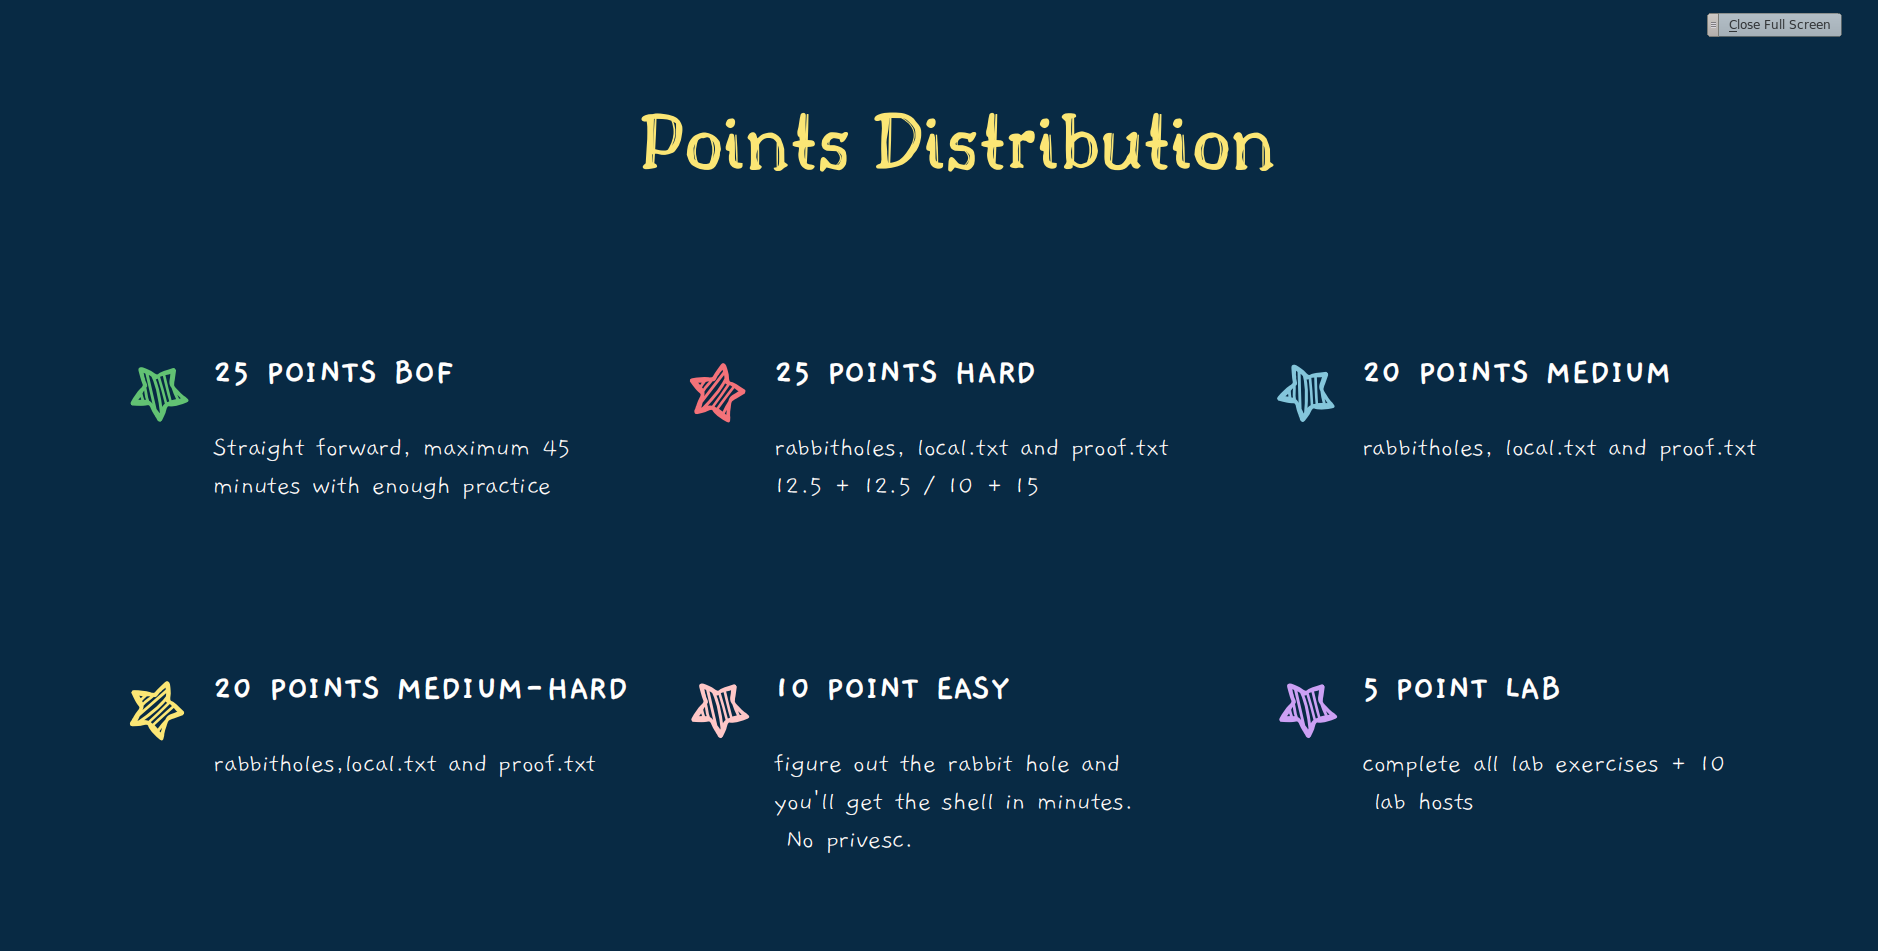 Close Full Screen
Points Distribution
25 POINTS BOF
Straight forward, maximum 45
minutes with enough practice
25 POINTS HARD
rabbitholes, local.txt and proof.txt
12.5 + 12.5 / 10 + 15
20 POINTS MEDIUM
rabbitholes, local.txt and proof.txt
20 POINTS MEDIUM-HARD
rabbitholes,local.txt and proof.txt
10 POINT EASY
figure out the rabbit hole and
you'll get the shell in minutes.
No privesc.
5 POINT LAB
complete all lab exercises + 10
lab hosts